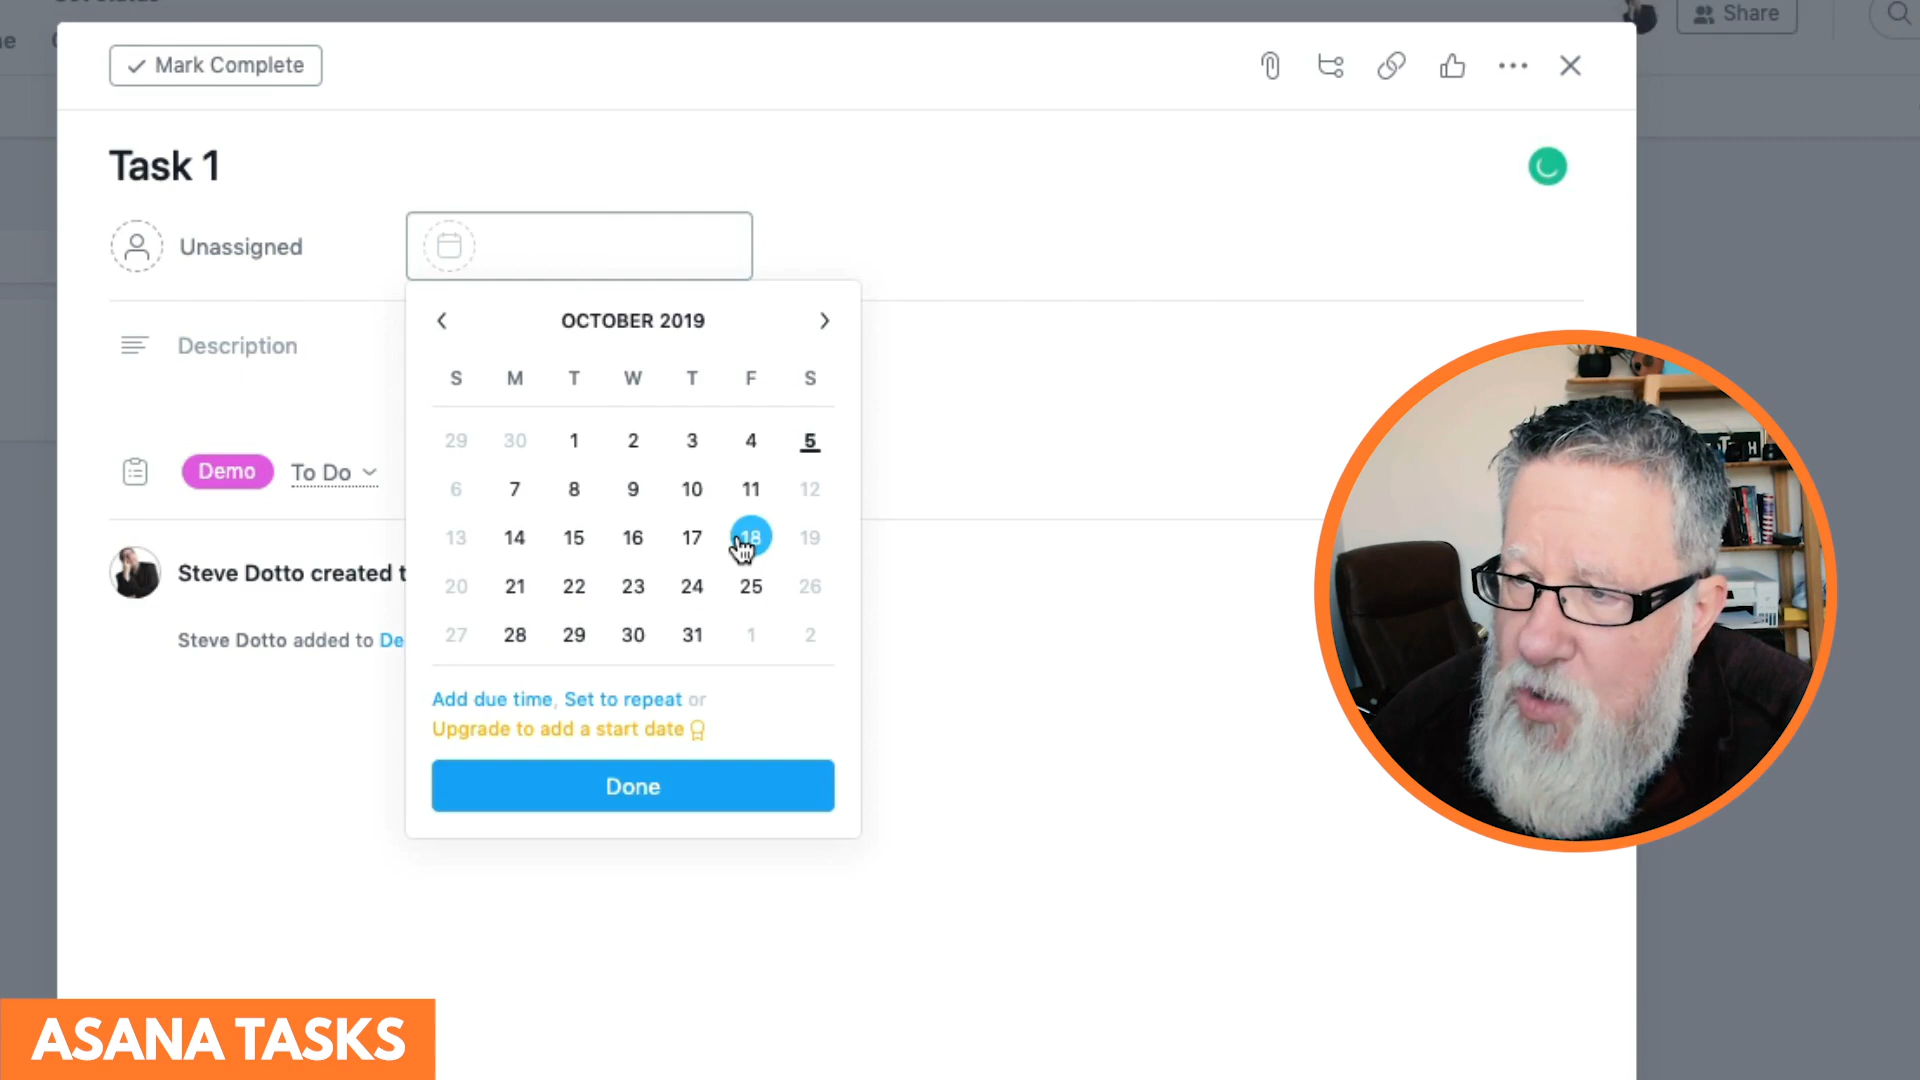 Share
Mark Complete
Task 1
Unassigned
OCTOBER 2019
S M T W T F S
Description
29 30 1 2 3 4 5
6 7 8 9 10 11 12
Demo To Do
13 14 15 16 17 18 19
Steve Dotto created t
20 21 22 23 24 25 26
27 28 29 30 31 1 2
Steve Dotto added to De
Add due time, Set to repeat or
Upgrade to add a start date
Done
ASANA TASKS